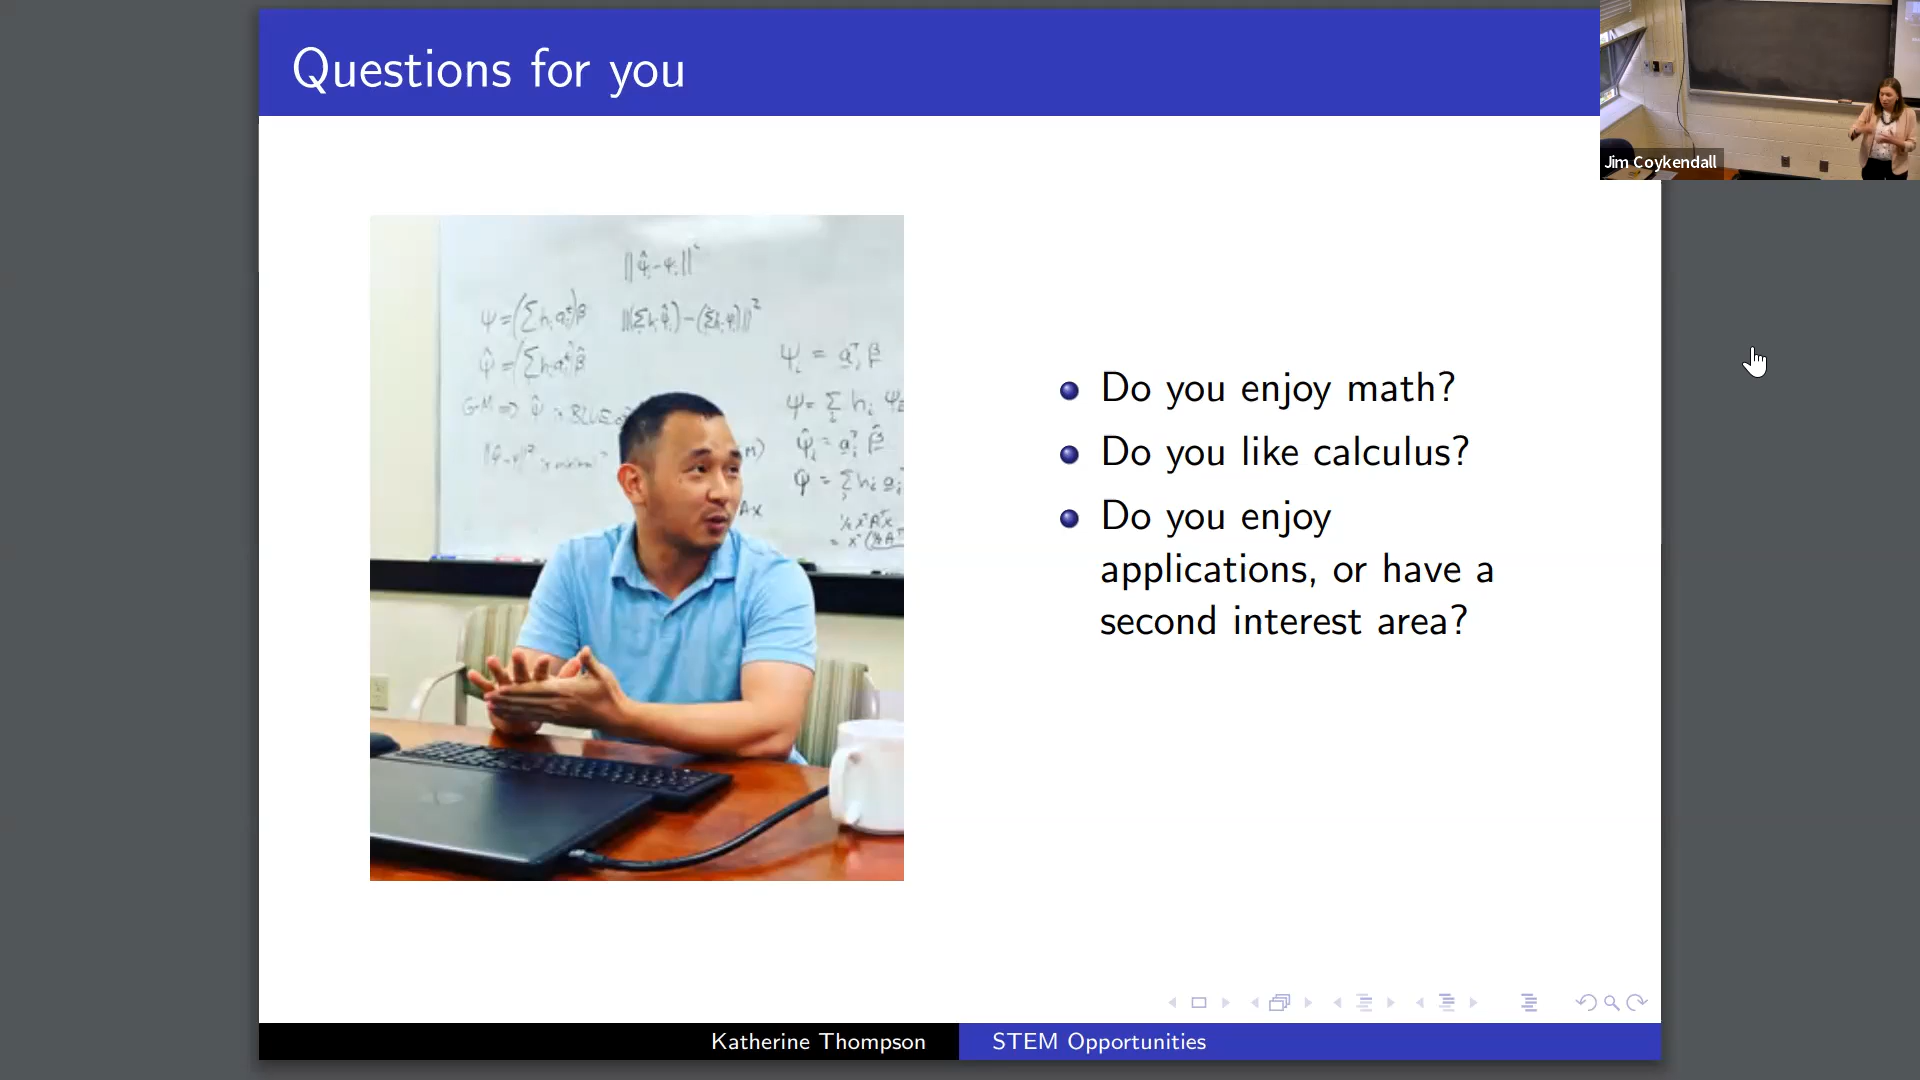 Questions for you
Jim Coykendall
Do you enjoy math?
Do you like calculus?
Do you enjoy
applications, or have a
second interest area?
Katherine Thompson
STEM Opportunities